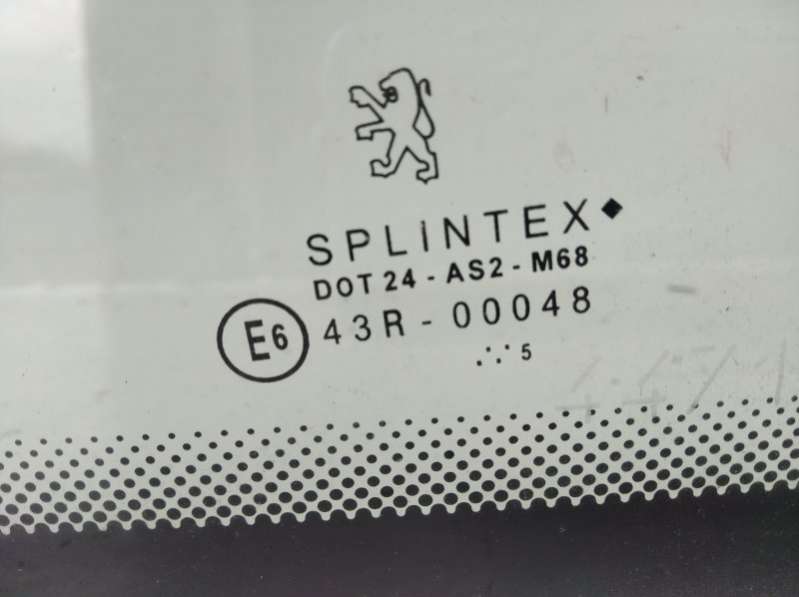 SPLINTEX
DOT 24 - AS2 - M68
E6 43R - 00048
.·.· 5